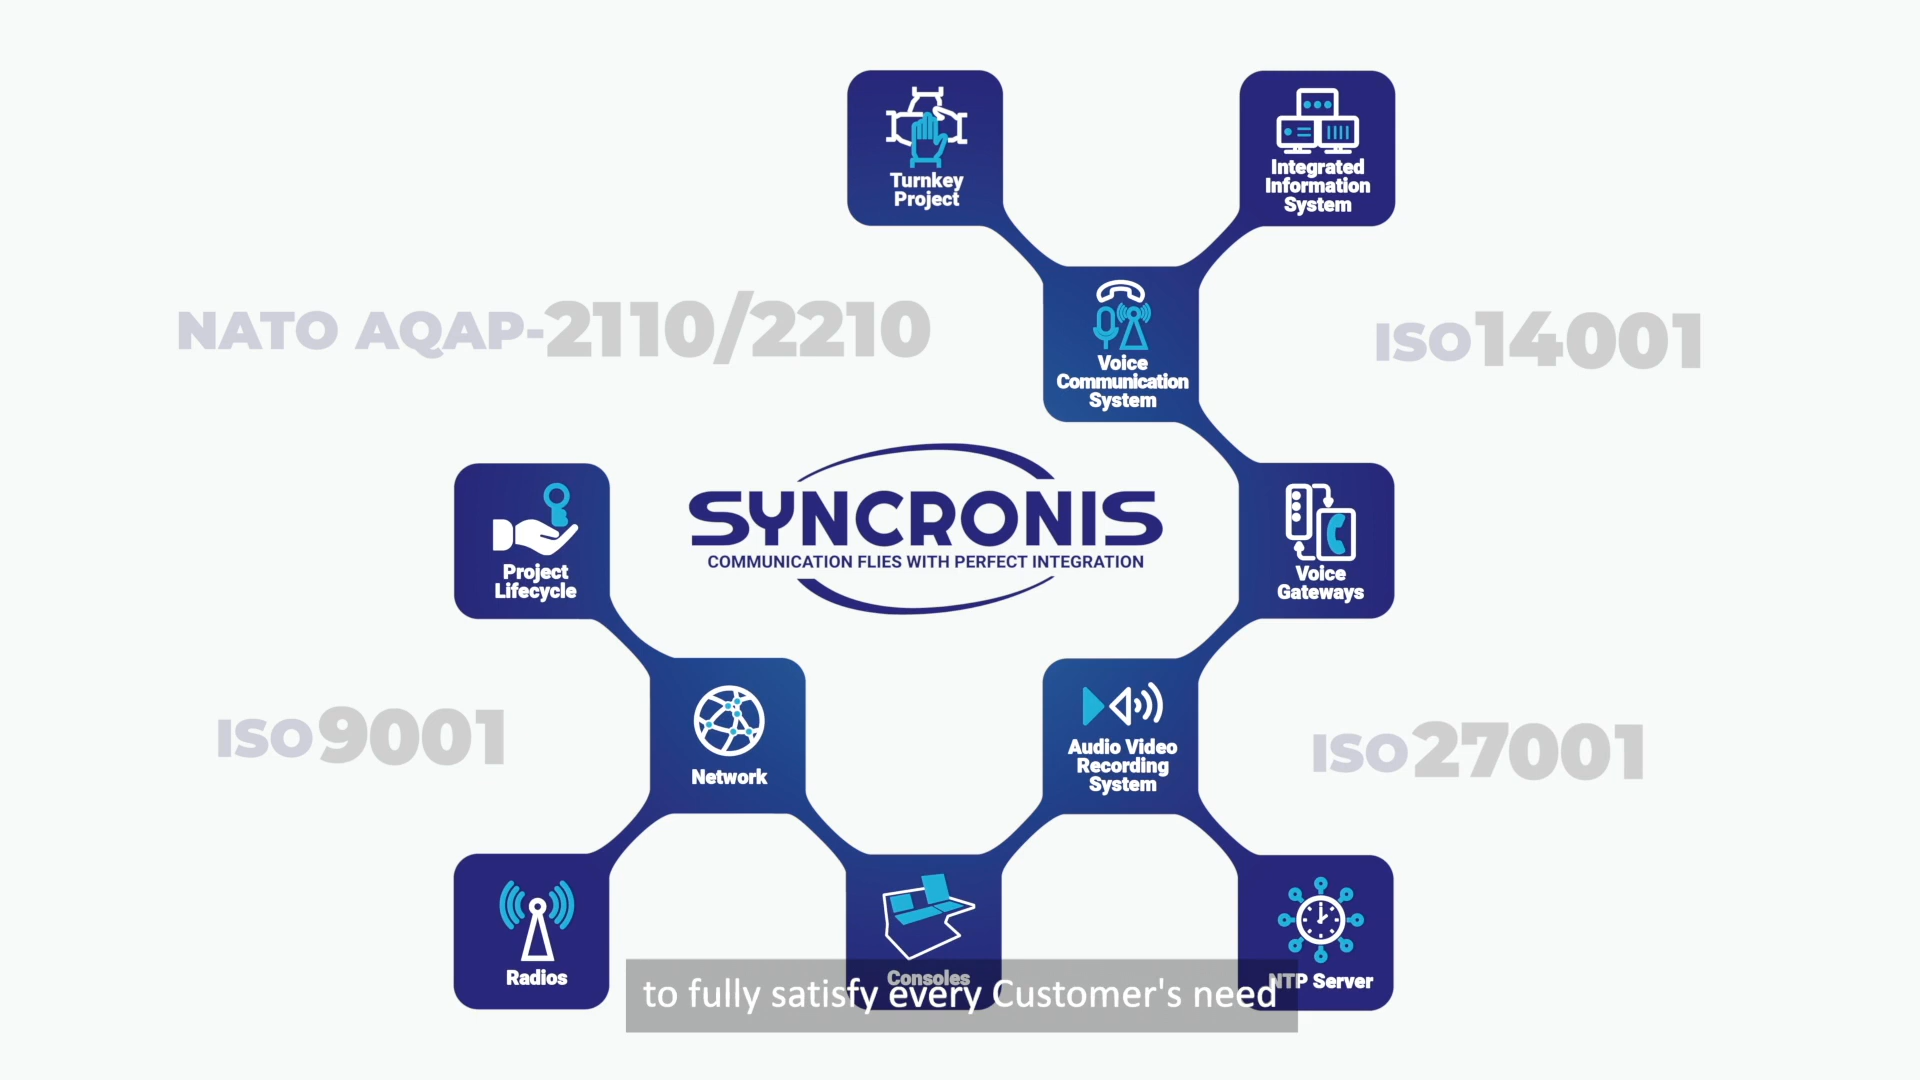 Turnkey
Project
Integrated
Information
System
NATO AQAP-2110/2210
Voice
Communication
System
ISO14001
SYNCRONIS
COMMUNICATION FLIES WITH PERFECT INTEGRATION
Project
Lifecycle
Voice
Gateways
ISO9001
Network
Audio Video
Recording
System
ISO27001
Radios
Consoles
NTP Server
to fully satisfy every Customer's need